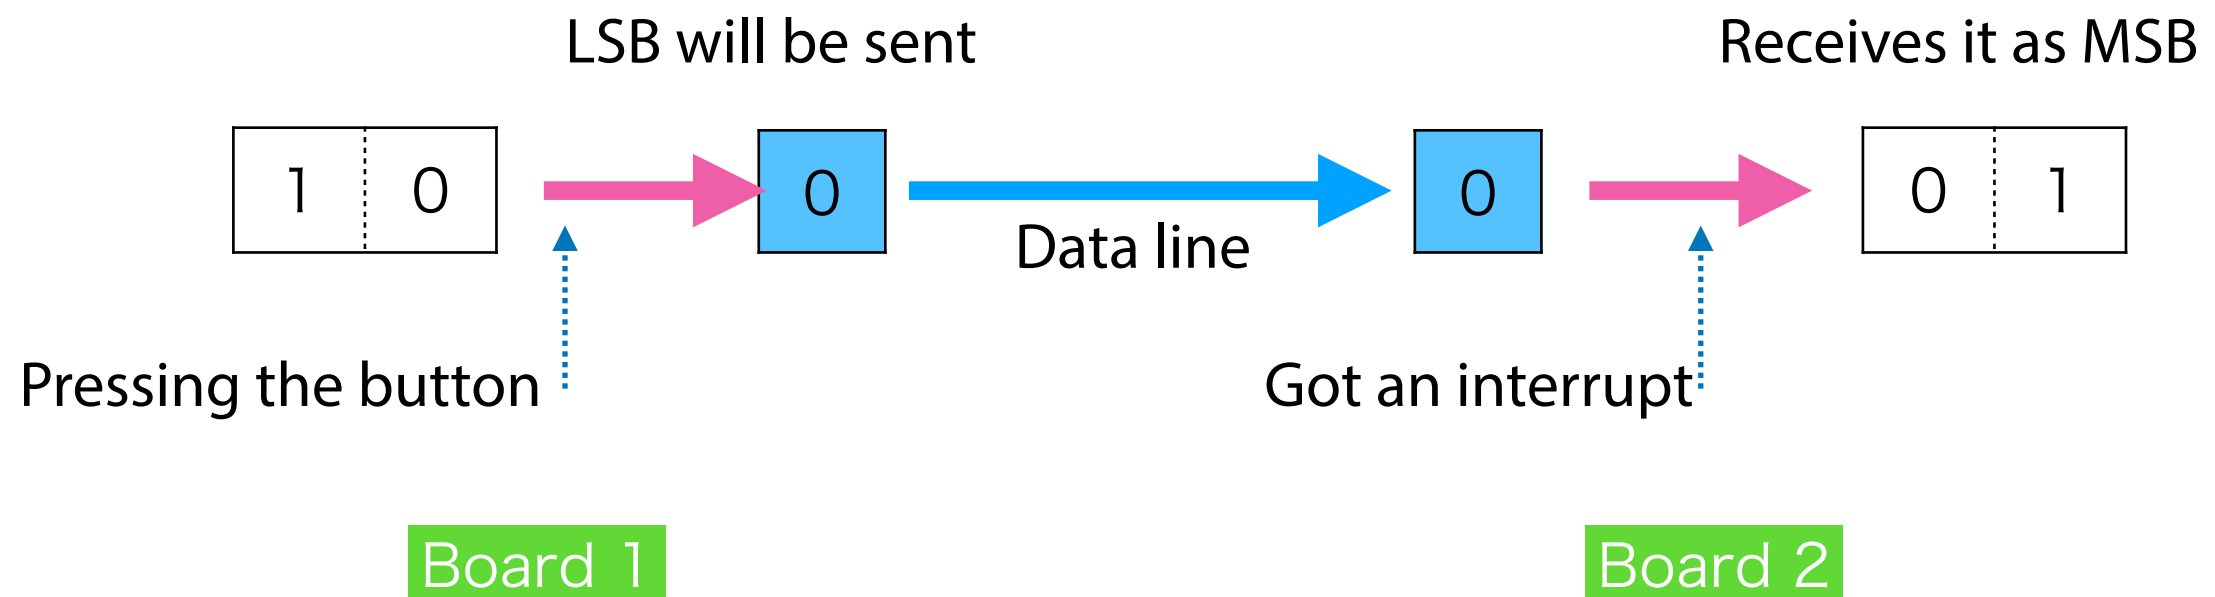 LSB will be sent
Receives it as MSB
1 0
0
0
0 1
Data line
Pressing the button
Got an interrupt
Board 1
Board 2